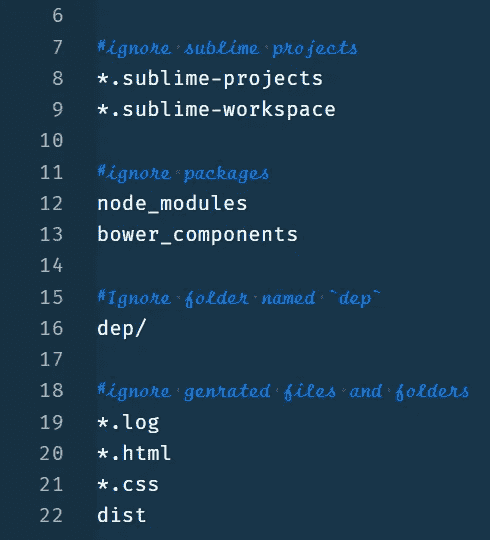 6
7 #ignore sublime projects
8 *.sublime-projects
9 *.sublime-workspace
10
11 #ignore packages
12 node_modules
13 bower_components
14
15 #Ignore folder named `dep`
16 dep/
17
18 #ignore genrated files and folders
19 *.log
20 *.html
21 *.css
22 dist